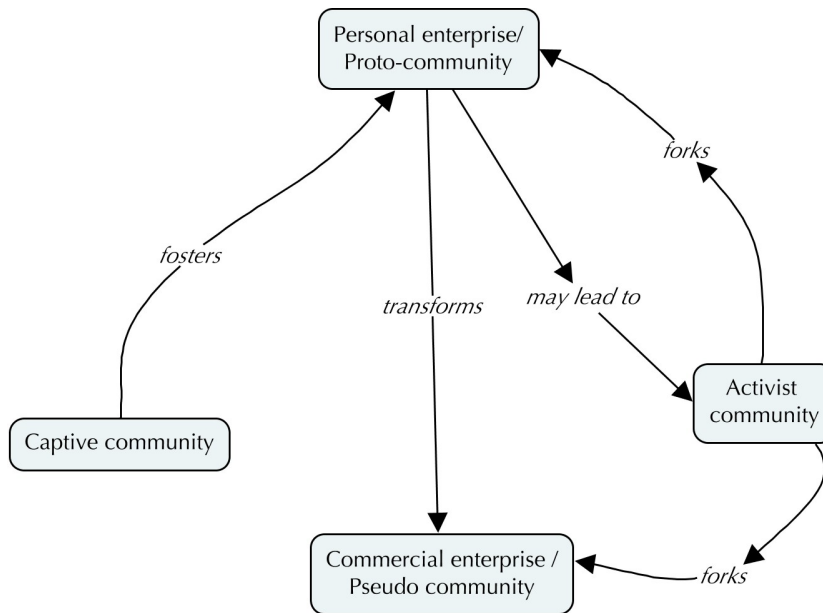 Personal enterprise/
Proto-community
forks
fosters
transforms
may lead to
Activist
community
Captive community
Commercial enterprise /
Pseudo community
forks